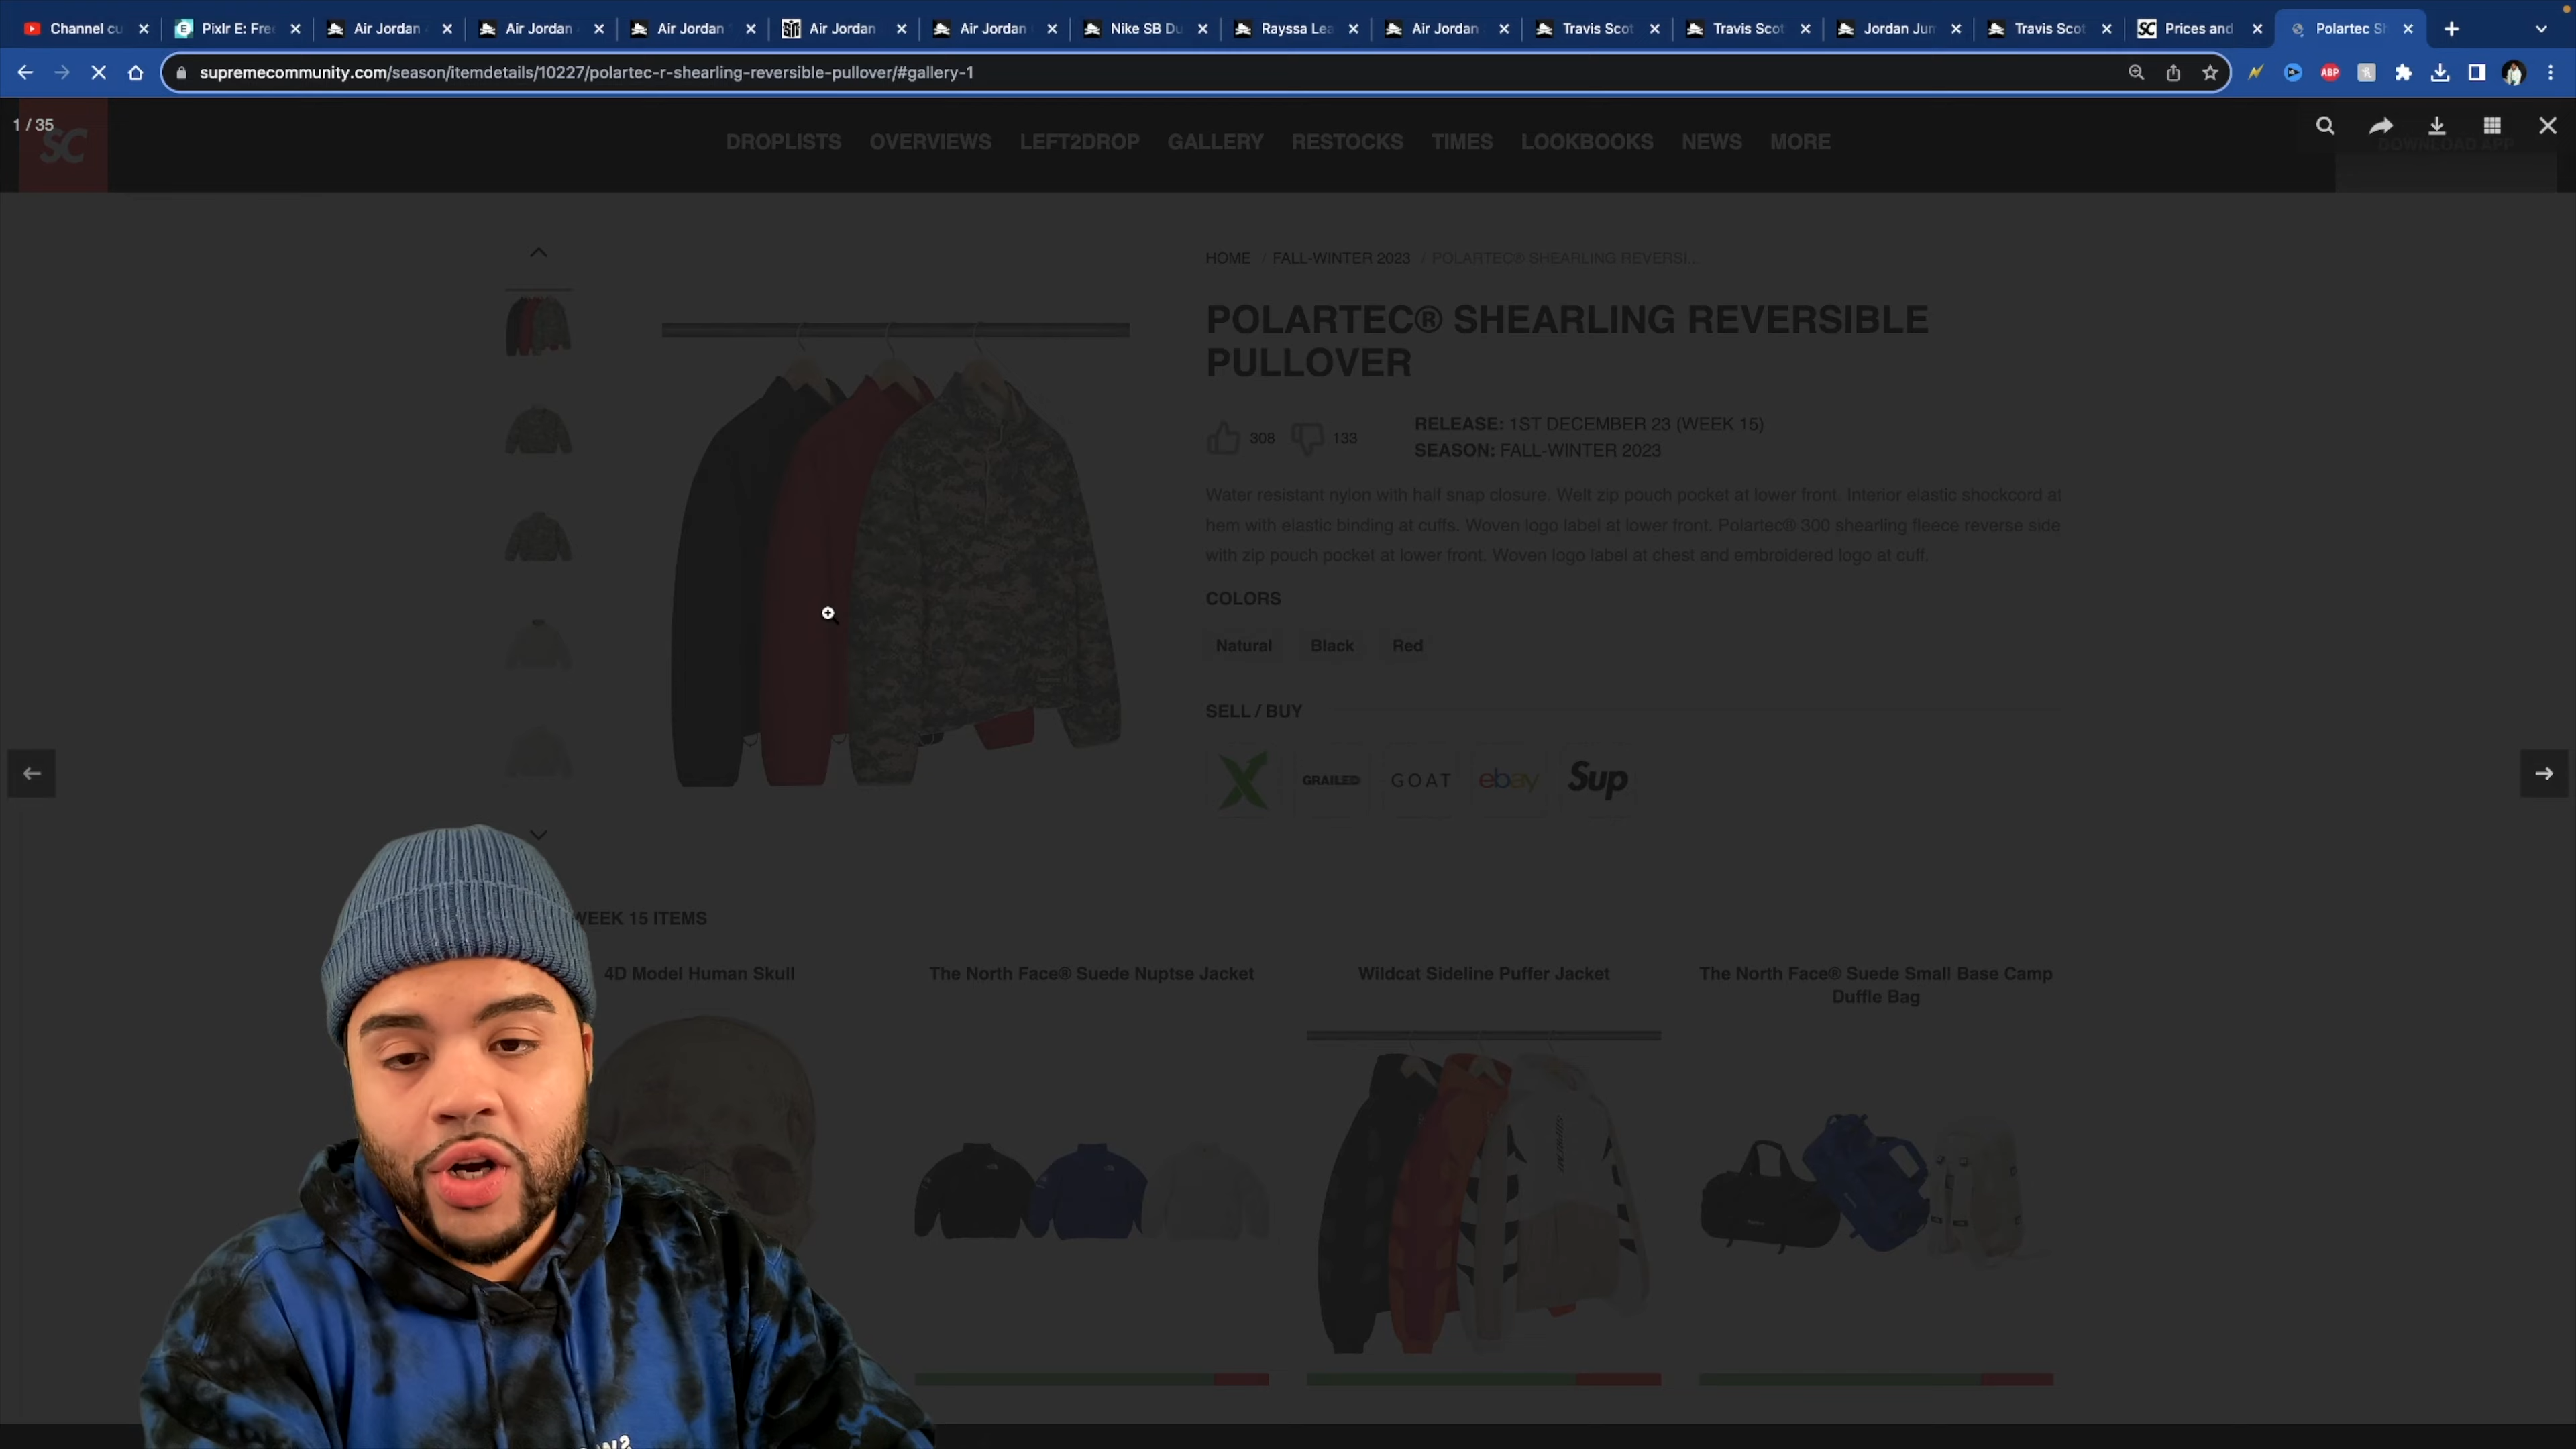 Channel cu
Pixlr E: Fre
Air Jordan
Air Jordan
Air Jordan
Air Jordan
Air Jordan
Nike SB Du
Rayssa Lea
Air Jordan
Travis Scot
Travis Scot
Jordan Jum
Travis Scot
SC
Prices and
Polartec Sh
supremecommunity.com/season/itemdetails/10227/polartec-r-shearling-reversible-pullover/#gallery-1
ABP
1 / 35
SC
DROPLISTS OVERVIEWS LEFT2DROP GALLERY RESTOCKS TIMES LOOKBOOKS NEWS MORE
DOWNLOAD APP
HOME / FALL-WINTER 2023 / POLARTEC® SHEARLING REVERSI...
POLARTEC® SHEARLING REVERSIBLE
PULLOVER
308 133
RELEASE: 1ST DECEMBER 23 (WEEK 15)
SEASON: FALL-WINTER 2023
Water resistant nylon with half snap closure. Welt zip pouch pocket at lower front. Interior elastic shockcord at
hem with elastic binding at cuffs. Woven logo label at lower front. Polartec® 300 shearling fleece reverse side
with zip pouch pocket at lower front. Woven logo label at chest and embroidered logo at cuff.
COLORS
Natural Black Red
SELL / BUY
GRAILED GOAT ebay Sup
WEEK 15 ITEMS
4D Model Human Skull
The North Face® Suede Nuptse Jacket
Wildcat Sideline Puffer Jacket
The North Face® Suede Small Base Camp
Duffle Bag